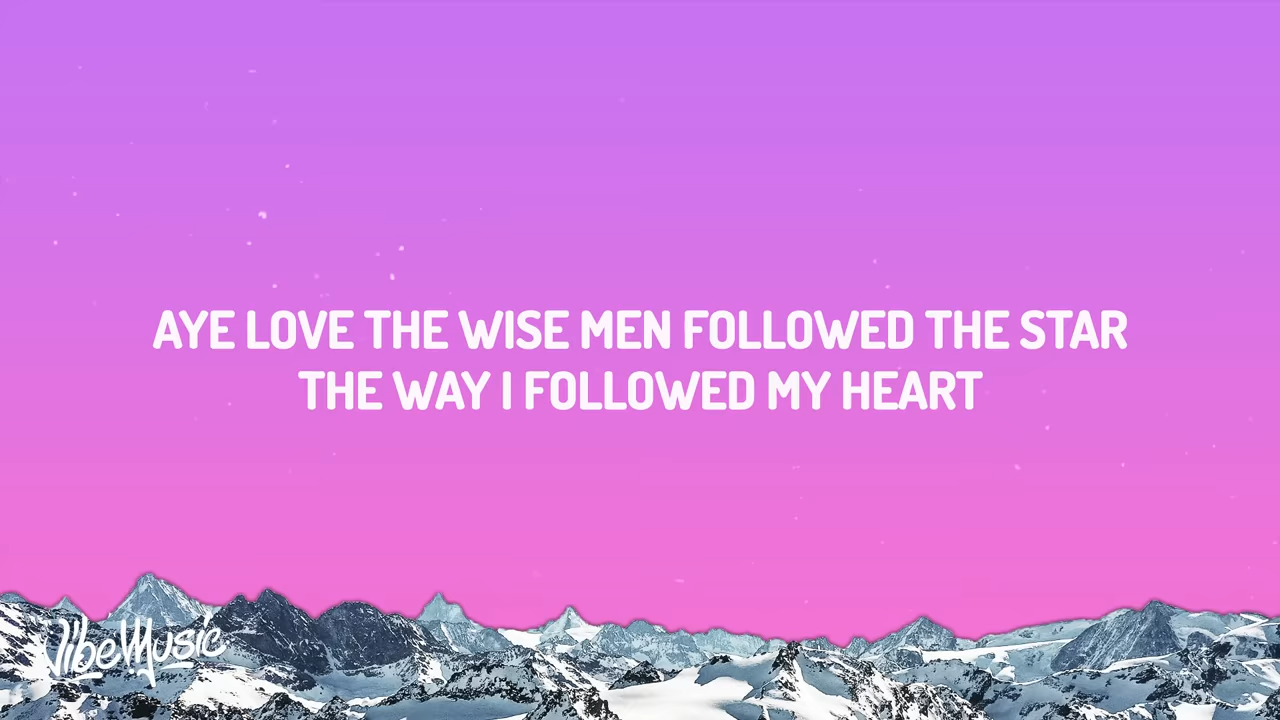 AYE LOVE THE WISE MEN FOLLOWED THE STAR
THE WAY I FOLLOWED MY HEART
VibeMusic